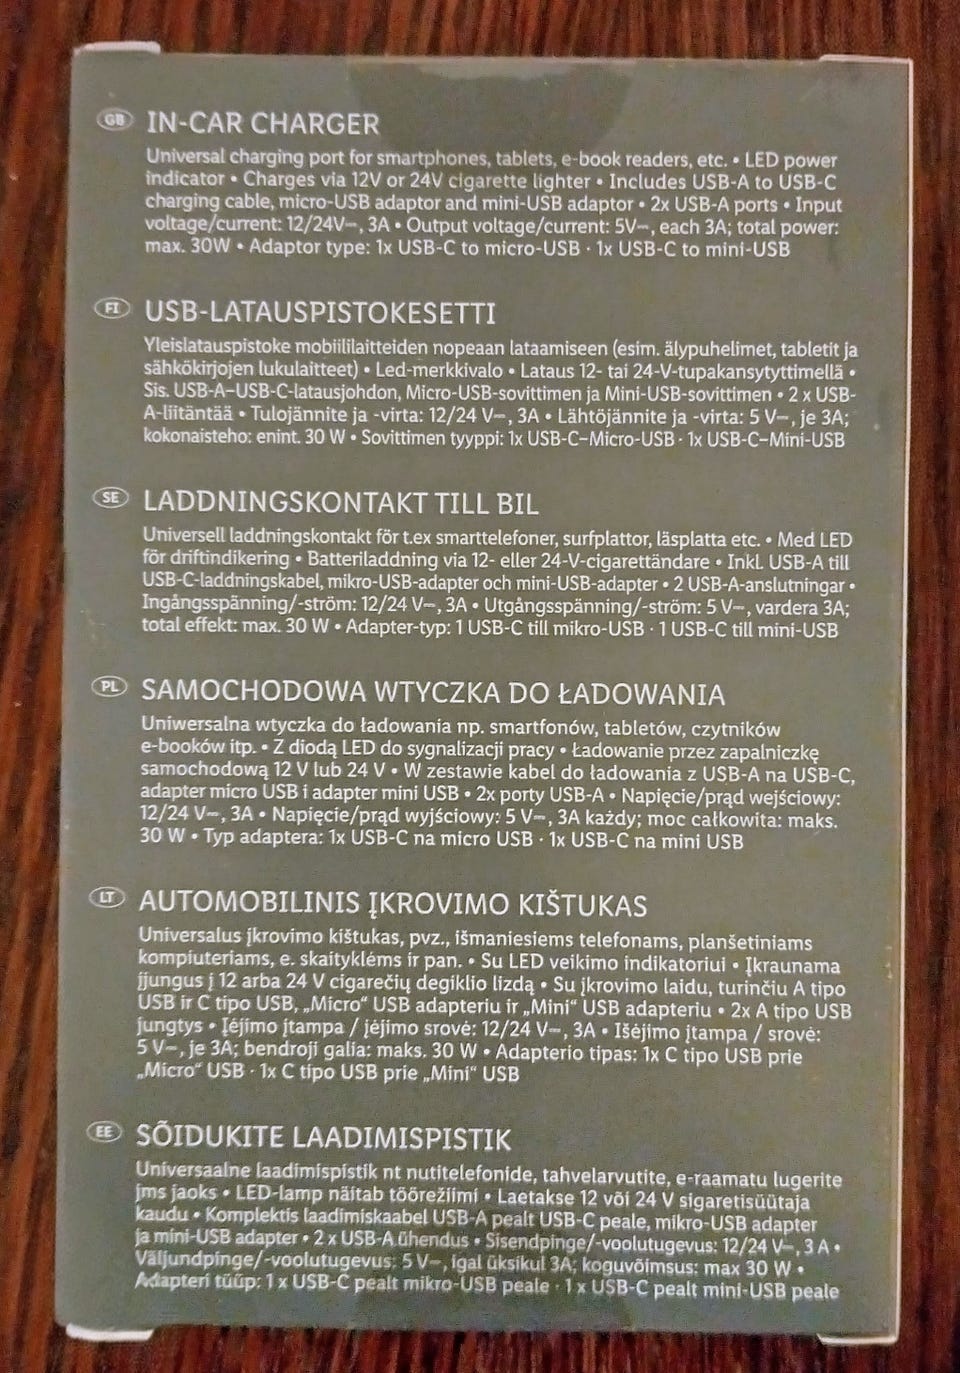 GB IN-CAR CHARGER
Universal charging port for smartphones, tablets, e-book readers, etc. • LED power
indicator • Charges via 12V or 24V cigarette lighter • Includes USB-A to USB-C
charging cable, micro-USB adaptor and mini-USB adaptor • 2x USB-A ports • Input
voltage/current: 12/24V⎓, 3A • Output voltage/current: 5V⎓, each 3A; total power:
max. 30W • Adaptor type: 1x USB-C to micro-USB · 1x USB-C to mini-USB
FI USB-LATAUSPISTOKESETTI
Yleislatauspistoke mobiililaitteiden nopeaan lataamiseen (esim. älypuhelimet, tabletit ja
sähkökirjojen lukulaitteet) • Led-merkkivalo • Lataus 12- tai 24-V-tupakansytyttimellä •
Sis. USB-A–USB-C-latausjohdon, Micro-USB-sovittimen ja Mini-USB-sovittimen • 2 x USB-
A-liitäntää • Tulojännite ja -virta: 12/24 V⎓, 3A • Lähtöjännite ja -virta: 5 V⎓, je 3A;
kokonaisteho: enint. 30 W • Sovittimen tyyppi: 1x USB-C–Micro-USB · 1x USB-C–Mini-USB
SE LADDNINGSKONTAKT TILL BIL
Universell laddningskontakt för t.ex smarttelefoner, surfplattor, läsplatta etc. • Med LED
för driftindikering • Batteriladdning via 12- eller 24-V-cigarettändare • Inkl. USB-A till
USB-C-laddningskabel, mikro-USB-adapter och mini-USB-adapter • 2 USB-A-anslutningar •
Ingångsspänning/-ström: 12/24 V⎓, 3A • Utgångsspänning/-ström: 5 V⎓, vardera 3A;
total effekt: max. 30 W • Adapter-typ: 1 USB-C till mikro-USB · 1 USB-C till mini-USB
PL SAMOCHODOWA WTYCZKA DO ŁADOWANIA
Uniwersalna wtyczka do ładowania np. smartfonów, tabletów, czytników
e-booków itp. • Z diodą LED do sygnalizacji pracy • Ładowanie przez zapalniczkę
samochodową 12 V lub 24 V • W zestawie kabel do ładowania z USB-A na USB-C,
adapter micro USB i adapter mini USB • 2x porty USB-A • Napięcie/prąd wejściowy:
12/24 V⎓, 3A • Napięcie/prąd wyjściowy: 5 V⎓, 3A każdy; moc całkowita: maks.
30 W • Typ adaptera: 1x USB-C na micro USB · 1x USB-C na mini USB
LT AUTOMOBILINIS ĮKROVIMO KIŠTUKAS
Universalus įkrovimo kištukas, pvz., išmaniesiems telefonams, planšetiniams
kompiuteriams, e. skaityklėms ir pan. • Su LED veikimo indikatoriui • Įkraunama
įjungus į 12 arba 24 V cigarečių degiklio lizdą • Su įkrovimo laidu, turinčiu A tipo
USB ir C tipo USB, „Micro“ USB adapteriu ir „Mini“ USB adapteriu • 2x A tipo USB
jungtys • Įėjimo įtampa / įėjimo srovė: 12/24 V⎓, 3A • Išėjimo įtampa / srovė:
5 V⎓, je 3A; bendroji galia: maks. 30 W • Adapterio tipas: 1x C tipo USB prie
„Micro“ USB · 1x C tipo USB prie „Mini“ USB
EE SÕIDUKITE LAADIMISPISTIK
Universaalne laadimispistik nt nutitelefonide, tahvelarvutite, e-raamatu lugerite
jms jaoks • LED-lamp näitab töörežiimi • Laetakse 12 või 24 V sigaretisüütaja
kaudu • Komplektis laadimiskaabel USB-A pealt USB-C peale, mikro-USB adapter
ja mini-USB adapter • 2 x USB-A ühendus • Sisendpinge/-voolutugevus: 12/24 V⎓, 3 A •
Väljundpinge/-voolutugevus: 5 V⎓, igal üksikul 3A; koguvõimsus: max 30 W •
Adapteri tüüp: 1 x USB-C pealt mikro-USB peale · 1 x USB-C pealt mini-USB peale